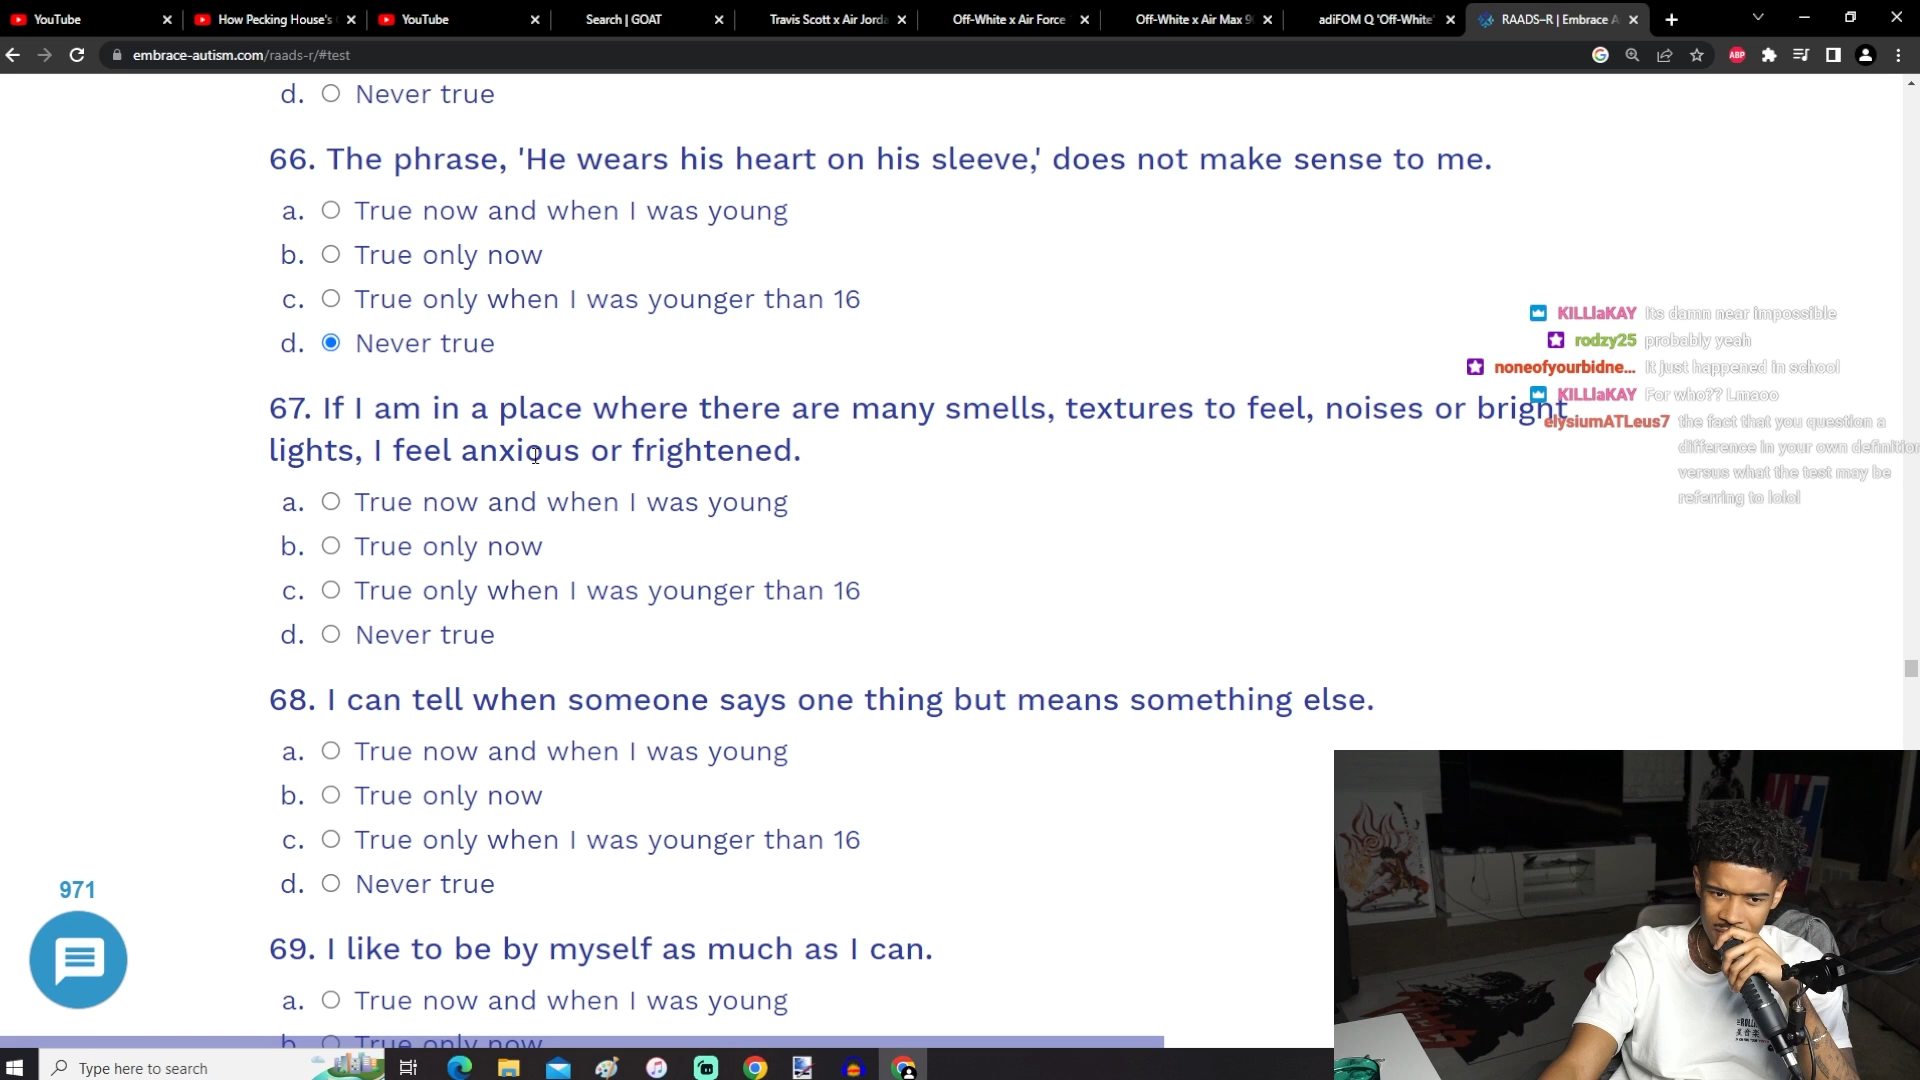 YouTube
How Pecking House's
YouTube
Search | GOAT
Travis Scott x Air Jorda
Off-White x Air Force
Off-White x Air Max 9
adiFOM Q 'Off-White'
RAADS–R | Embrace A
embrace-autism.com/raads-r/#test
ABP
d. Never true
66. The phrase, 'He wears his heart on his sleeve,' does not make sense to me.
a. True now and when I was young
b. True only now
c. True only when I was younger than 16
d. Never true
67. If I am in a place where there are many smells, textures to feel, noises or bright
lights, I feel anxious or frightened.
a. True now and when I was young
b. True only now
c. True only when I was younger than 16
d. Never true
68. I can tell when someone says one thing but means something else.
a. True now and when I was young
b. True only now
c. True only when I was younger than 16
d. Never true
69. I like to be by myself as much as I can.
a. True now and when I was young
b. True only now
KILLlaKAY Its damn near impossible
rodzy25 probably yeah
noneofyourbidne... It just happened in school
KILLlaKAY For who?? Lmaoo
elysiumATLeus7 the fact that you question a
difference in your own definition
versus what the test may be
referring to lolol
971
Type here to search